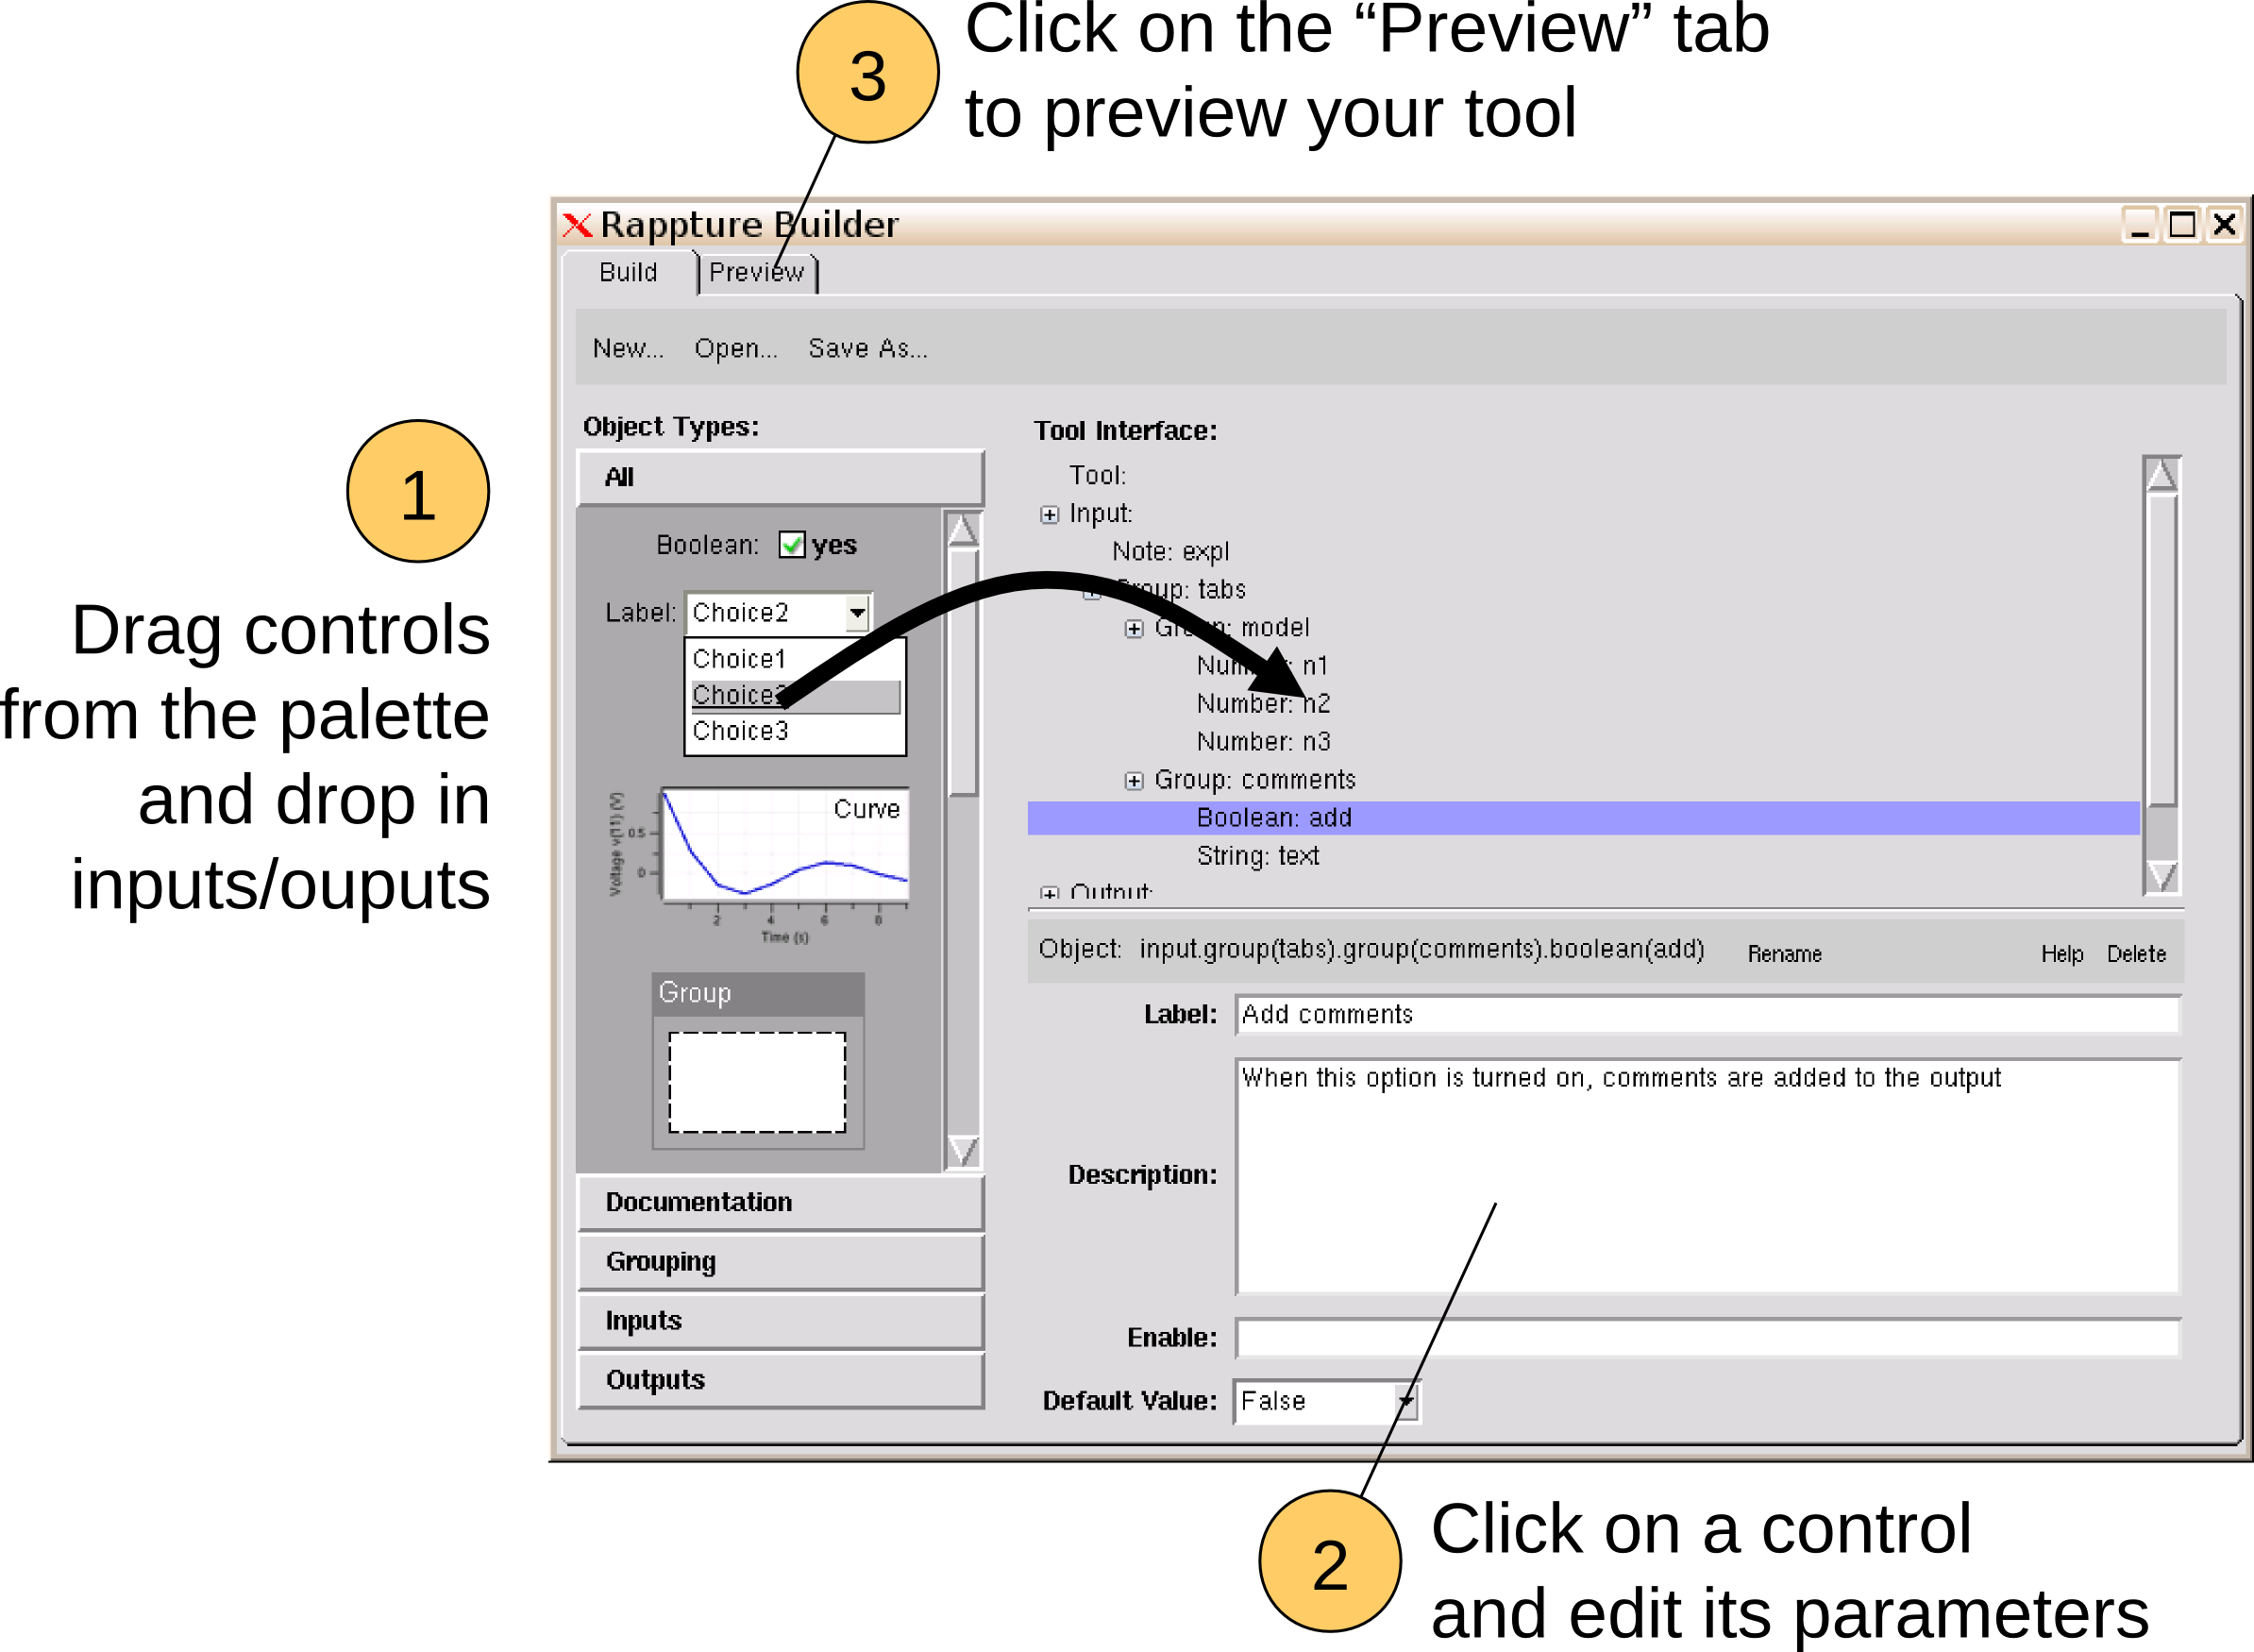 3
Click on the “Preview” tab
to preview your tool
Rappture Builder
Build
Preview
New...
Open...
Save As...
1
Drag controls
from the palette
and drop in
inputs/ouputs
Object Types:
All
Boolean:
yes
Label:
Choice2
Choice1
Choice2
Choice3
Voltage v(11) (V)
0.5
0
Curve
2
4
6
8
Time (s)
Group
Documentation
Grouping
Inputs
Outputs
Tool Interface:
Tool:
Input:
Note: expl
Group: tabs
Group: model
Number: n1
Number: n2
Number: n3
Group: comments
Boolean: add
String: text
Output:
Object: input.group(tabs).group(comments).boolean(add)
Rename
Help
Delete
Label:
Add comments
Description:
When this option is turned on, comments are added to the output
Enable:
Default Value:
False
2
Click on a control
and edit its parameters